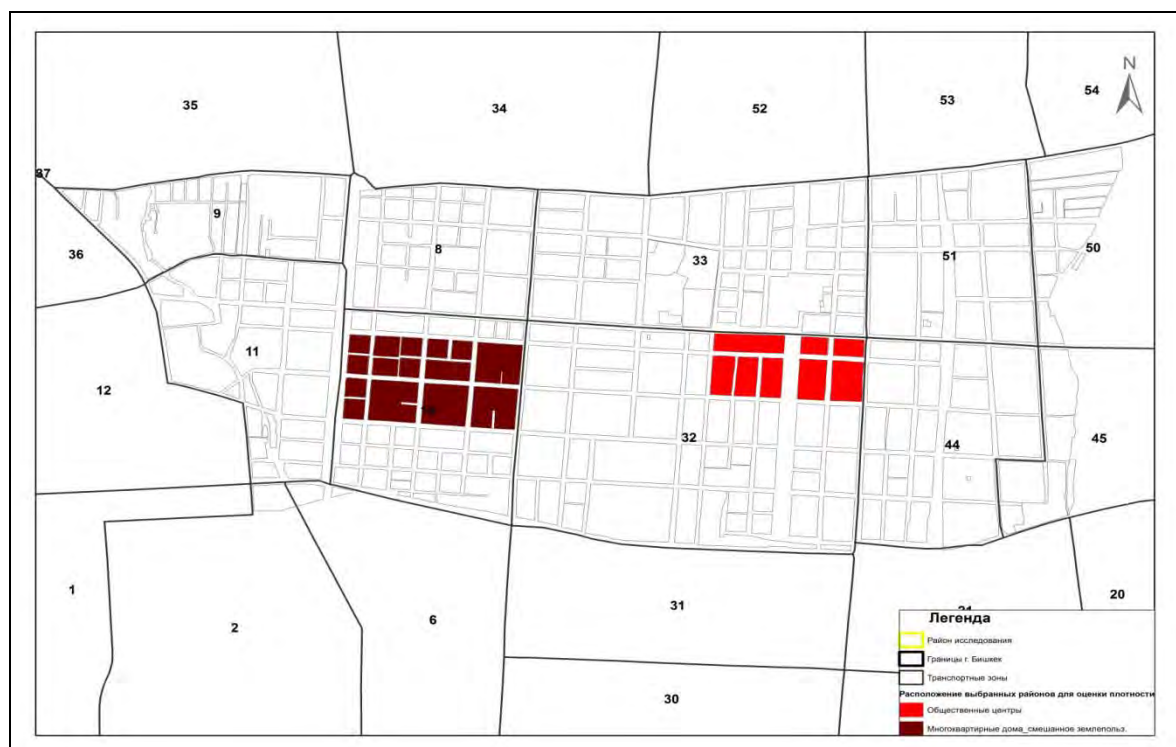 N
54
53
35
34
52
37
9
36
8
33
51
50
11
12
32
44
45
1
2
6
31
20
30
Легенда
Район исследования
Границы г. Бишкек
Транспортные зоны
Расположение выбранных районов для оценки плотности
Общественные центры
Многоквартирные дома_смешанное землепольз.